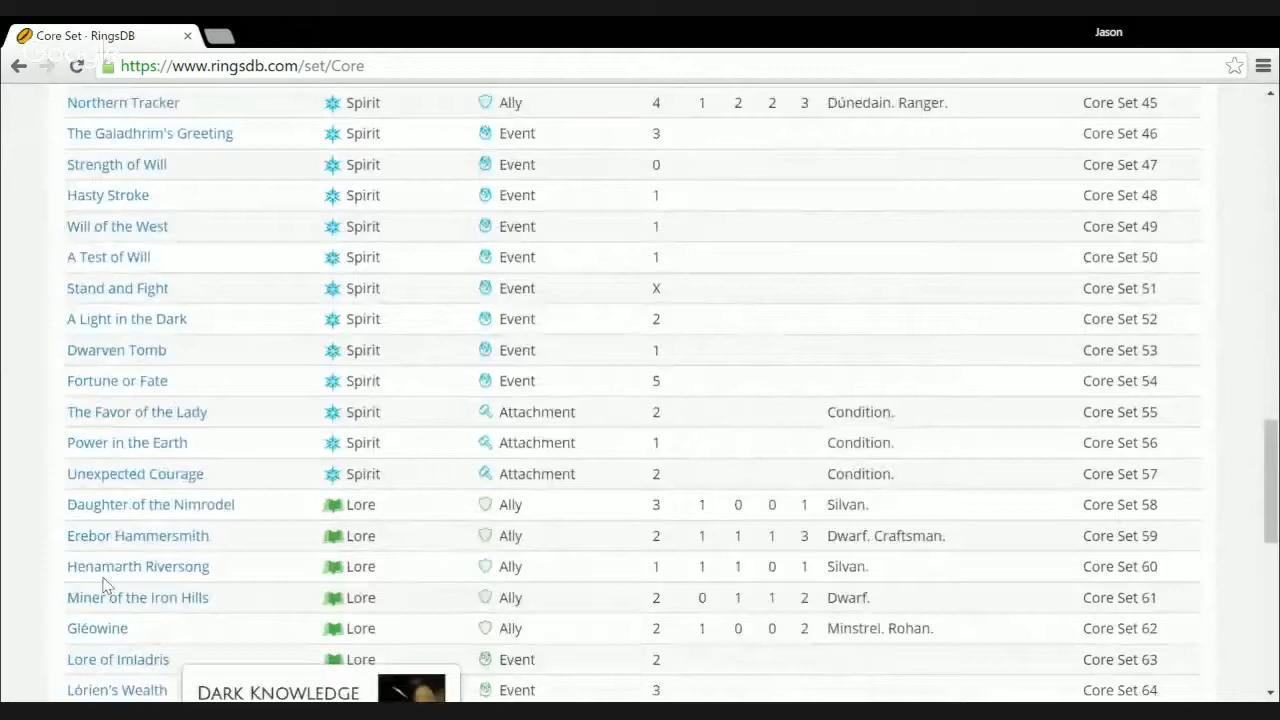 Core Set · RingsDB
Jason
https://www.ringsdb.com/set/Core
Northern Tracker Spirit Ally 4 1 2 2 3 Dúnedain. Ranger. Core Set 45
The Galadhrim's Greeting Spirit Event 3 Core Set 46
Strength of Will Spirit Event 0 Core Set 47
Hasty Stroke Spirit Event 1 Core Set 48
Will of the West Spirit Event 1 Core Set 49
A Test of Will Spirit Event 1 Core Set 50
Stand and Fight Spirit Event X Core Set 51
A Light in the Dark Spirit Event 2 Core Set 52
Dwarven Tomb Spirit Event 1 Core Set 53
Fortune or Fate Spirit Event 5 Core Set 54
The Favor of the Lady Spirit Attachment 2 Condition. Core Set 55
Power in the Earth Spirit Attachment 1 Condition. Core Set 56
Unexpected Courage Spirit Attachment 2 Condition. Core Set 57
Daughter of the Nimrodel Lore Ally 3 1 0 0 1 Silvan. Core Set 58
Erebor Hammersmith Lore Ally 2 1 1 1 3 Dwarf. Craftsman. Core Set 59
Henamarth Riversong Lore Ally 1 1 1 0 1 Silvan. Core Set 60
Miner of the Iron Hills Lore Ally 2 0 1 1 2 Dwarf. Core Set 61
Gléowine Lore Ally 2 1 0 0 2 Minstrel. Rohan. Core Set 62
Lore of Imladris Lore Event 2 Core Set 63
Lórien's Wealth Event 3 Core Set 64
DARK KNOWLEDGE